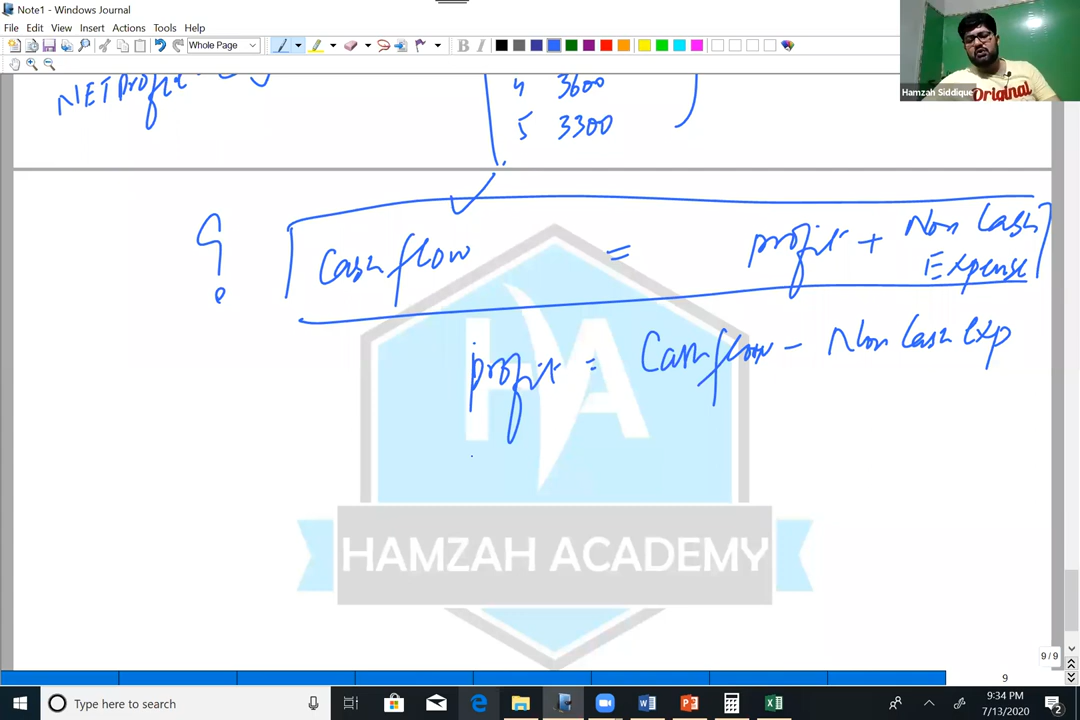 Note1 - Windows Journal
File Edit View Insert Actions Tools Help
Whole Page
B I
Hamzah Siddique
Original
NET Profit
4 3600
5 3300
?
Cash flow = profit + Non Cash
Expense
profit = Cash flow - Non Cash Exp
HA
HAMZAH ACADEMY
9/9
9
Type here to search
9:34 PM
7/13/2020
2